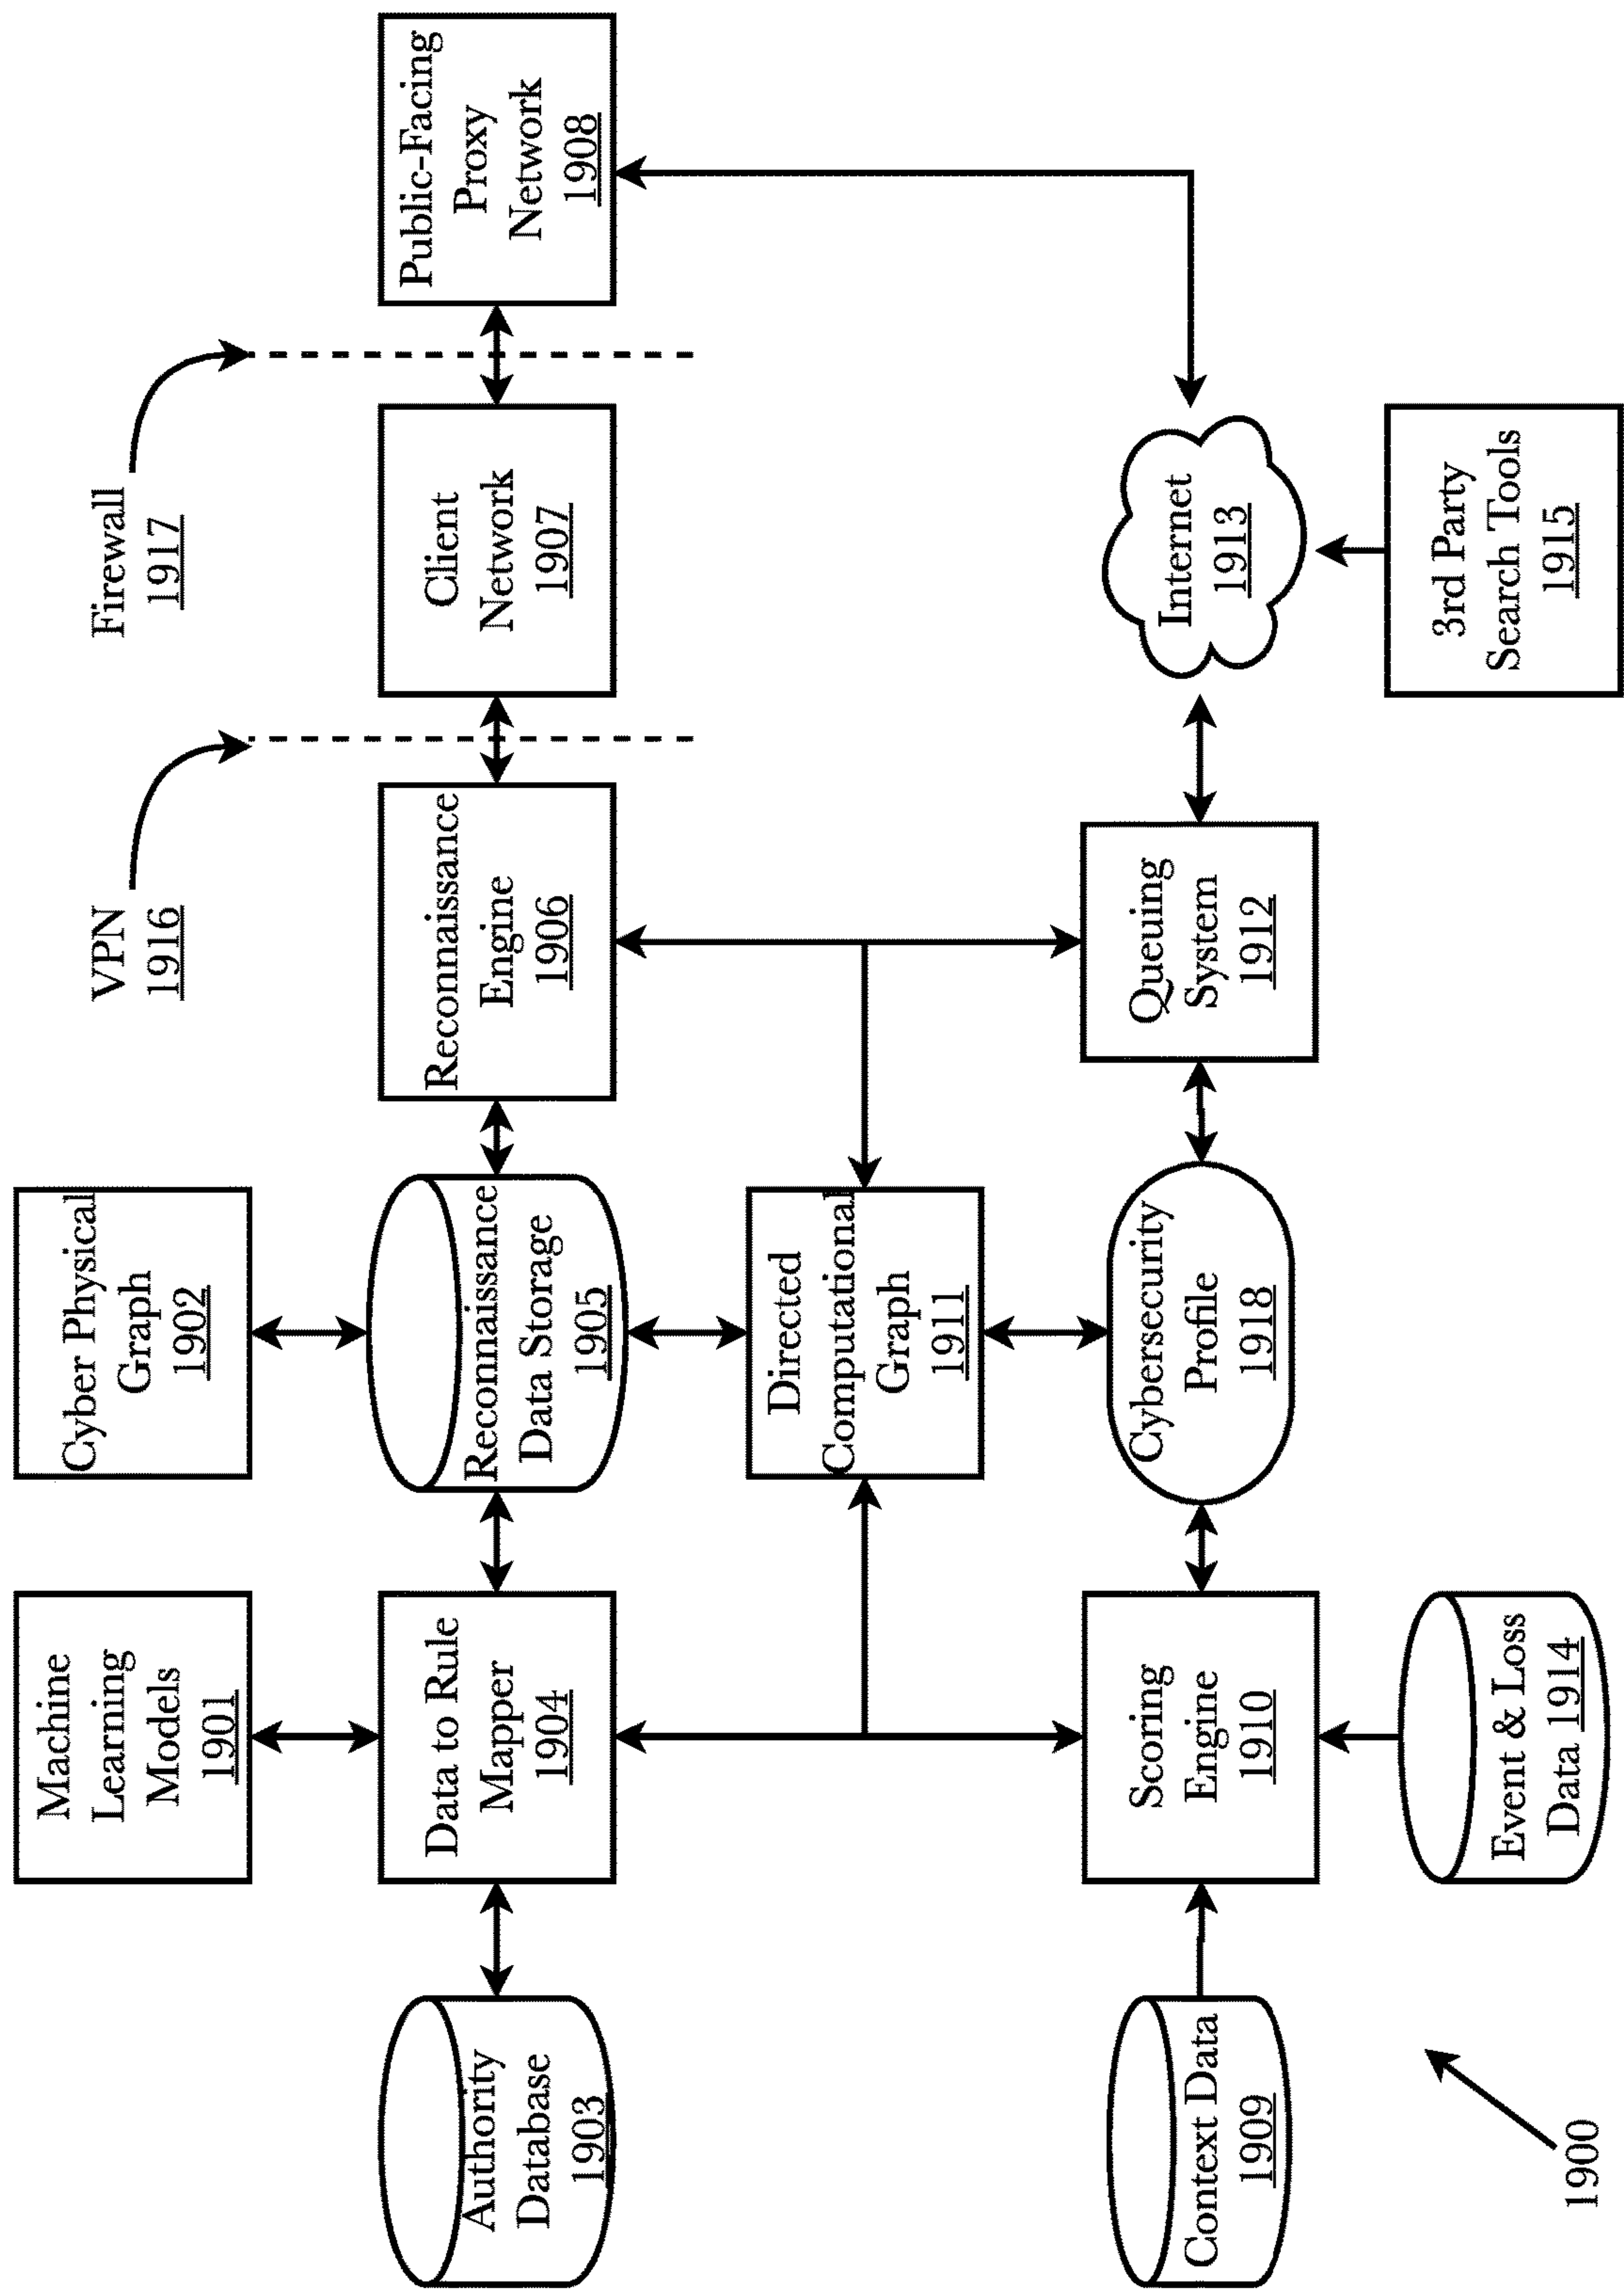 Machine
Learning
Models
1901
Cyber Physical
Graph
1902
VPN
1916
Firewall
1917
Authority
Database
1903
Data to Rule
Mapper
1904
Reconnaissance
Data Storage
1905
Reconnaissance
Engine
1906
Client
Network
1907
Public-Facing
Proxy
Network
1908
Directed
Computational
Graph
1911
Context Data
1909
Scoring
Engine
1910
Cybersecurity
Profile
1918
Queuing
System
1912
Internet
1913
Event & Loss
Data 1914
3rd Party
Search Tools
1915
1900